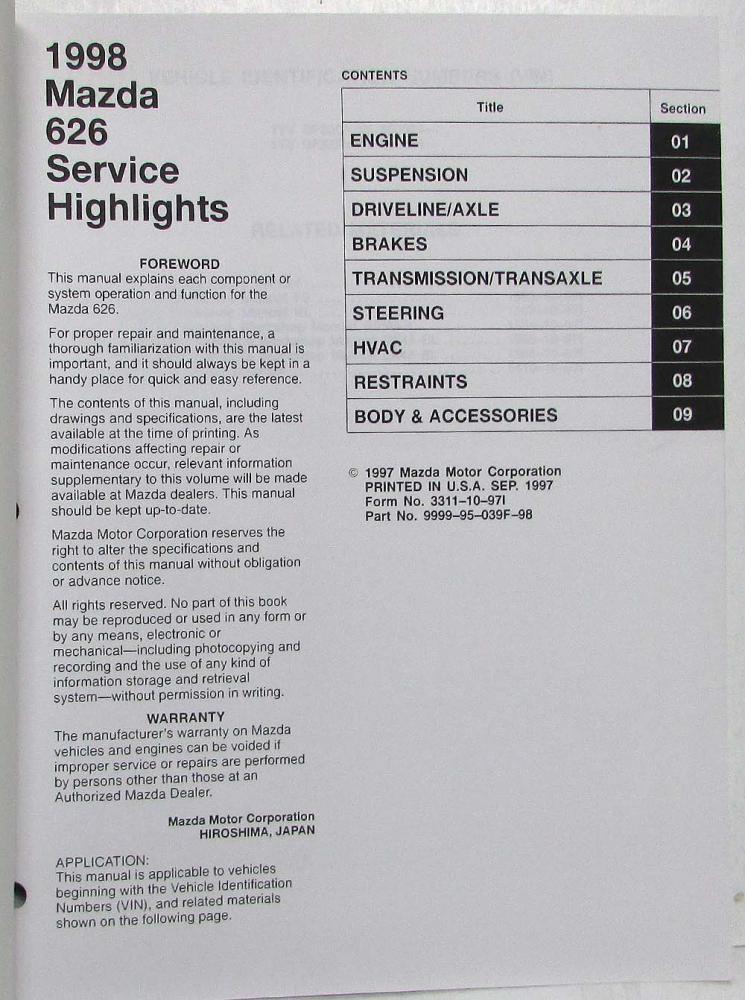 1998
Mazda
626
Service
Highlights
FOREWORD
This manual explains each component or
system operation and function for the
Mazda 626.
For proper repair and maintenance, a
thorough familiarization with this manual is
important, and it should always be kept in a
handy place for quick and easy reference.
The contents of this manual, including
drawings and specifications, are the latest
available at the time of printing. As
modifications affecting repair or
maintenance occur, relevant information
supplementary to this volume will be made
available at Mazda dealers. This manual
should be kept up-to-date.
Mazda Motor Corporation reserves the
right to alter the specifications and
contents of this manual without obligation
or advance notice.
All rights reserved. No part of this book
may be reproduced or used in any form or
by any means, electronic or
mechanical—including photocopying and
recording and the use of any kind of
information storage and retrieval
system—without permission in writing.
WARRANTY
The manufacturer's warranty on Mazda
vehicles and engines can be voided if
improper service or repairs are performed
by persons other than those at an
Authorized Mazda Dealer.
Mazda Motor Corporation
HIROSHIMA, JAPAN
APPLICATION:
This manual is applicable to vehicles
beginning with the Vehicle Identification
Numbers (VIN), and related materials
shown on the following page.
CONTENTS
Title Section
ENGINE 01
SUSPENSION 02
DRIVELINE/AXLE 03
BRAKES 04
TRANSMISSION/TRANSAXLE 05
STEERING 06
HVAC 07
RESTRAINTS 08
BODY & ACCESSORIES 09
© 1997 Mazda Motor Corporation
PRINTED IN U.S.A. SEP. 1997
Form No. 3311–10–97I
Part No. 9999–95–039F–98